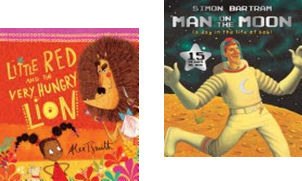 LITTLE RED
AND THE
VERY HUNGRY
LION
Alex T. Smith
SIMON BARTRAM
MAN ON THE MOON
(a day in the life of Bob)
15